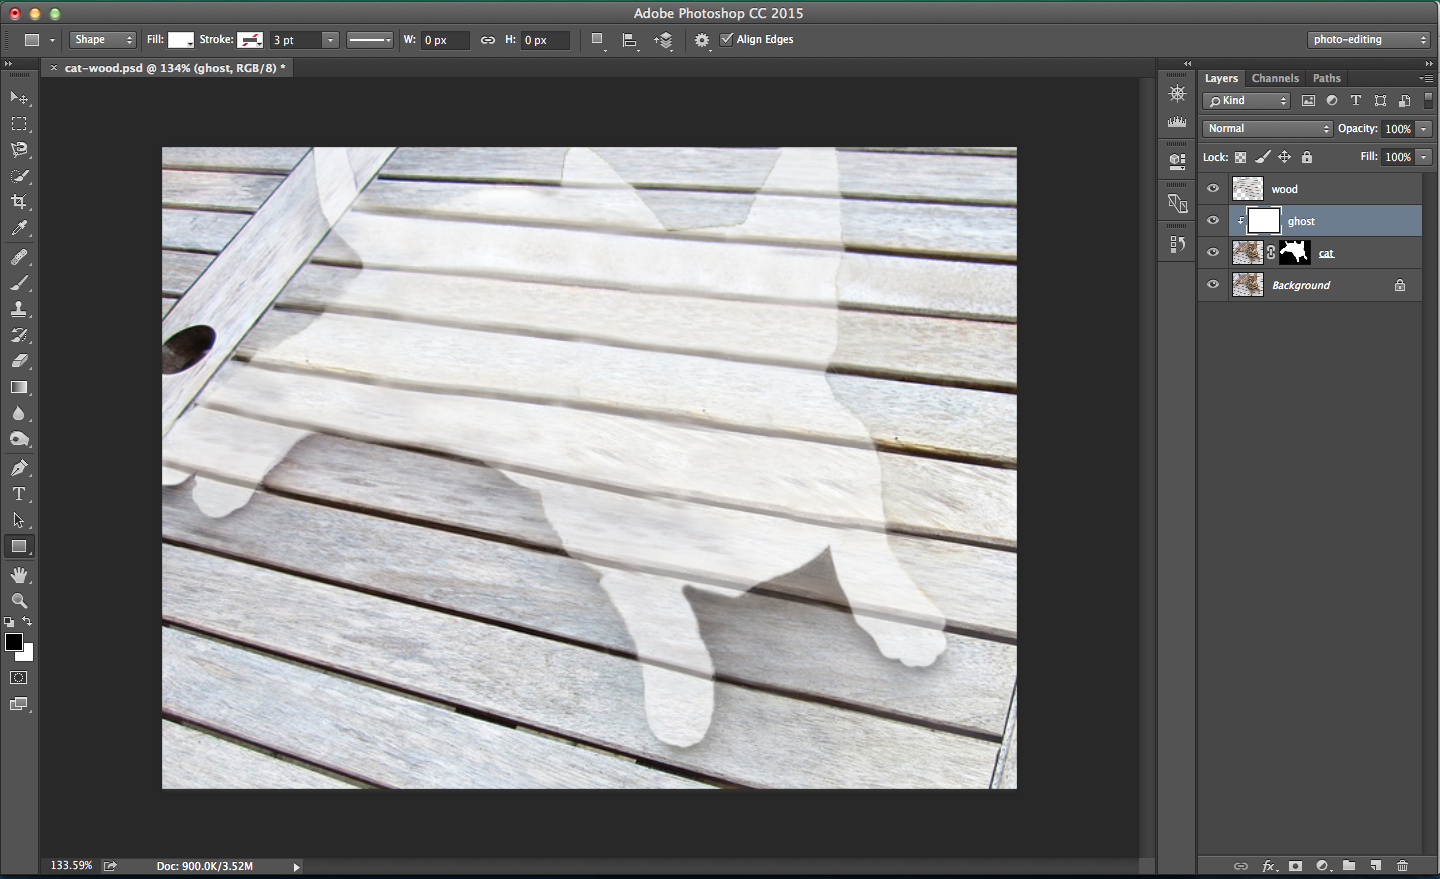 Adobe Photoshop CC 2015
Shape Fill: Stroke: 3 pt W: 0 px H: 0 px Align Edges photo-editing
× cat-wood.psd @ 134% (ghost, RGB/8) *
Layers Channels Paths
Kind T
Normal Opacity: 100%
Lock: Fill: 100%
wood
ghost
cat
Background
T
133.59% Doc: 900.0K/3.52M
fx